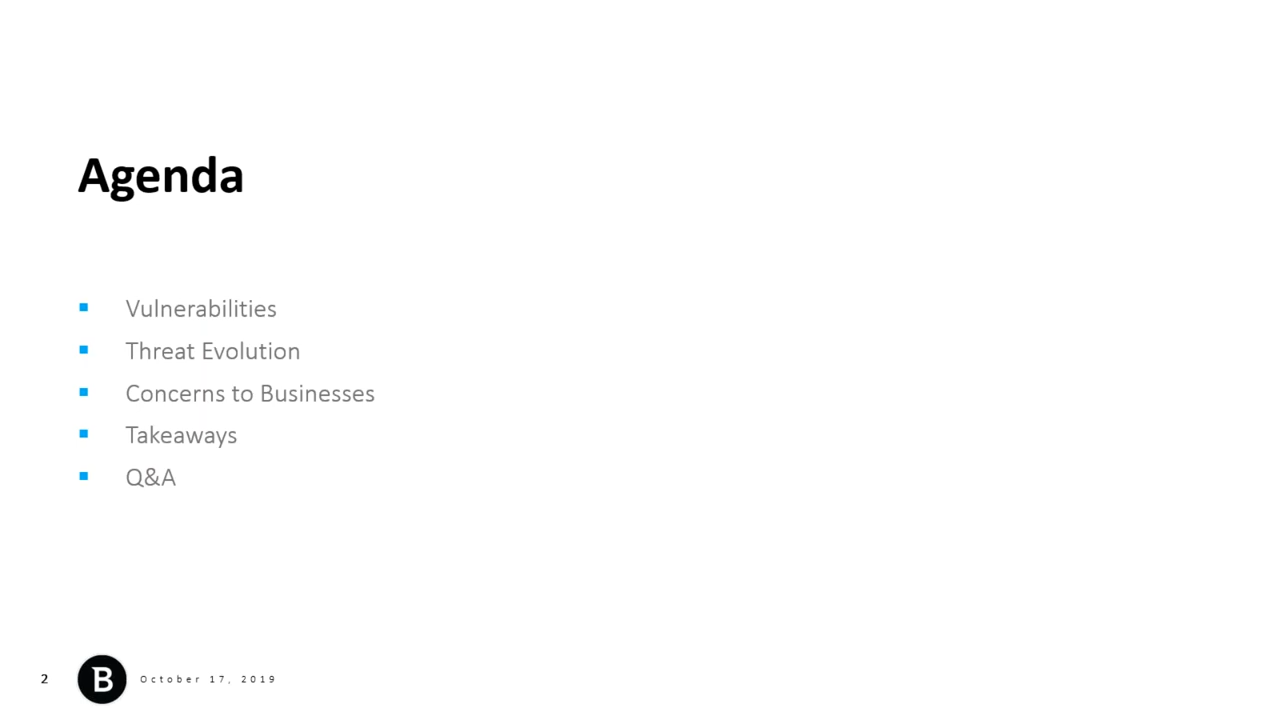 Agenda
▪ Vulnerabilities
▪ Threat Evolution
▪ Concerns to Businesses
▪ Takeaways
▪ Q&A
2 B October 17, 2019